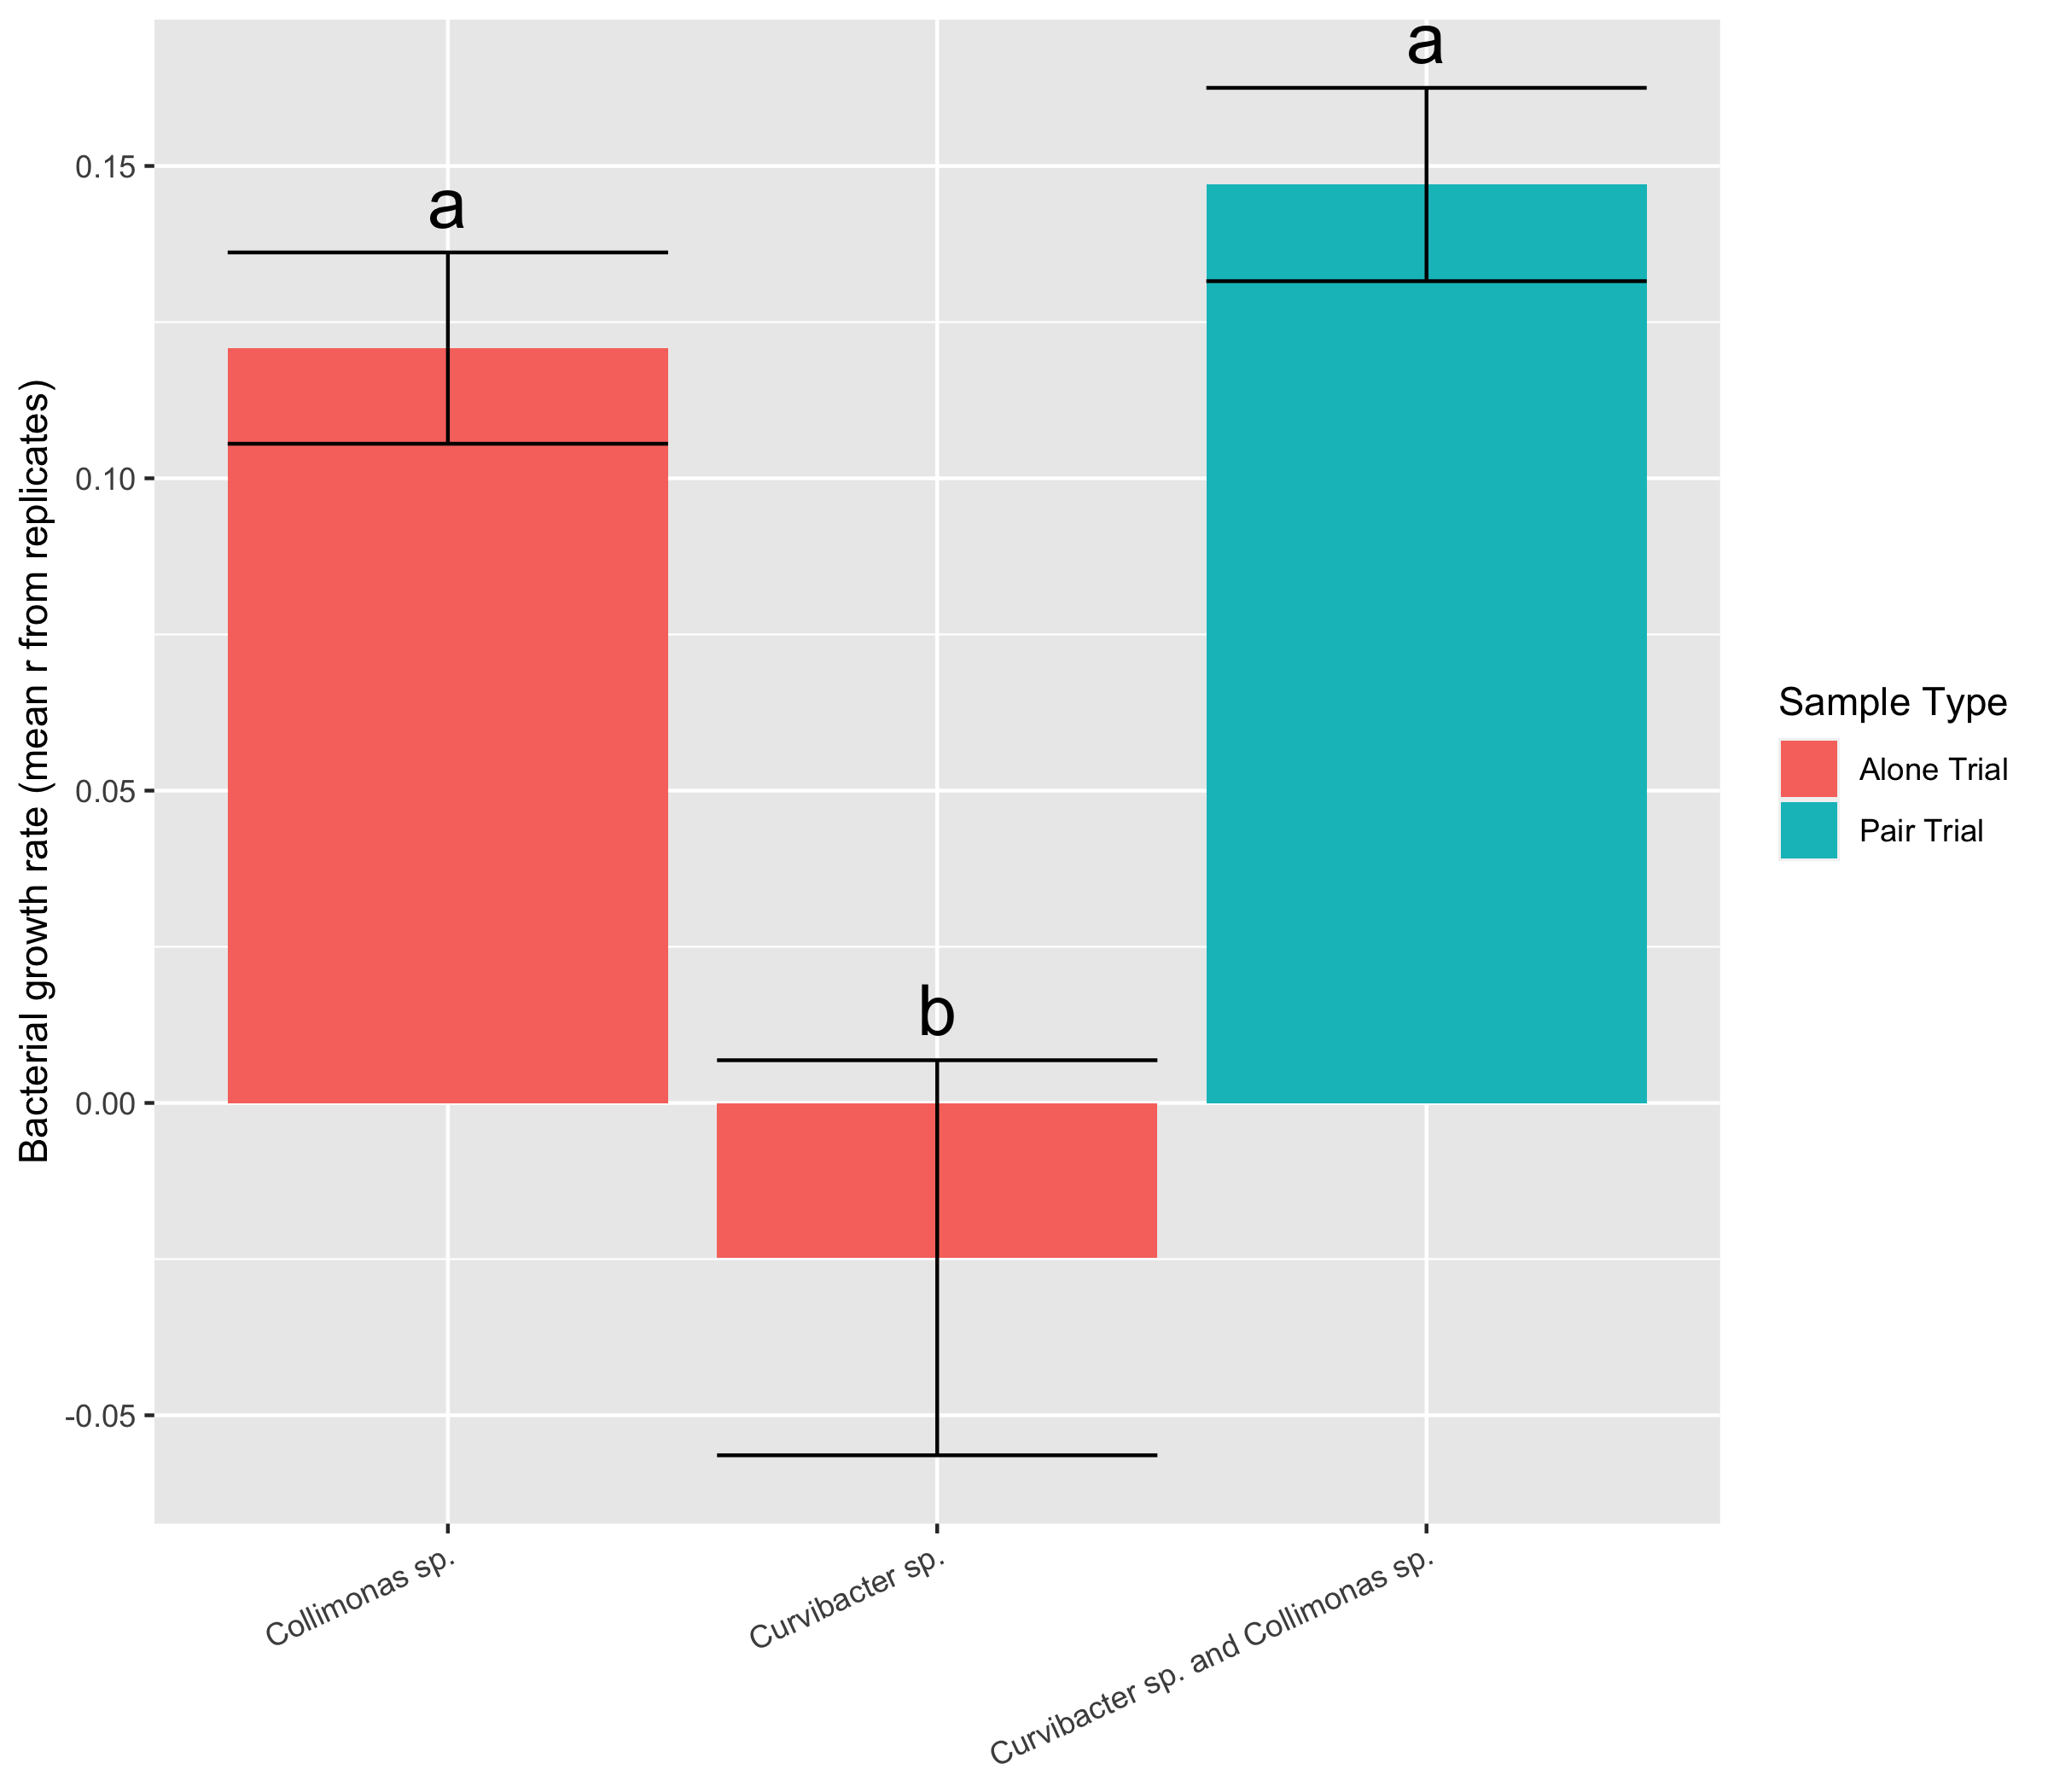 a
a
b
0.15
0.10
0.05
0.00
-0.05
Bacterial growth rate (mean r from replicates)
Collimonas sp.
Curvibacter sp.
Curvibacter sp. and Collimonas sp.
Sample Type
Alone Trial
Pair Trial